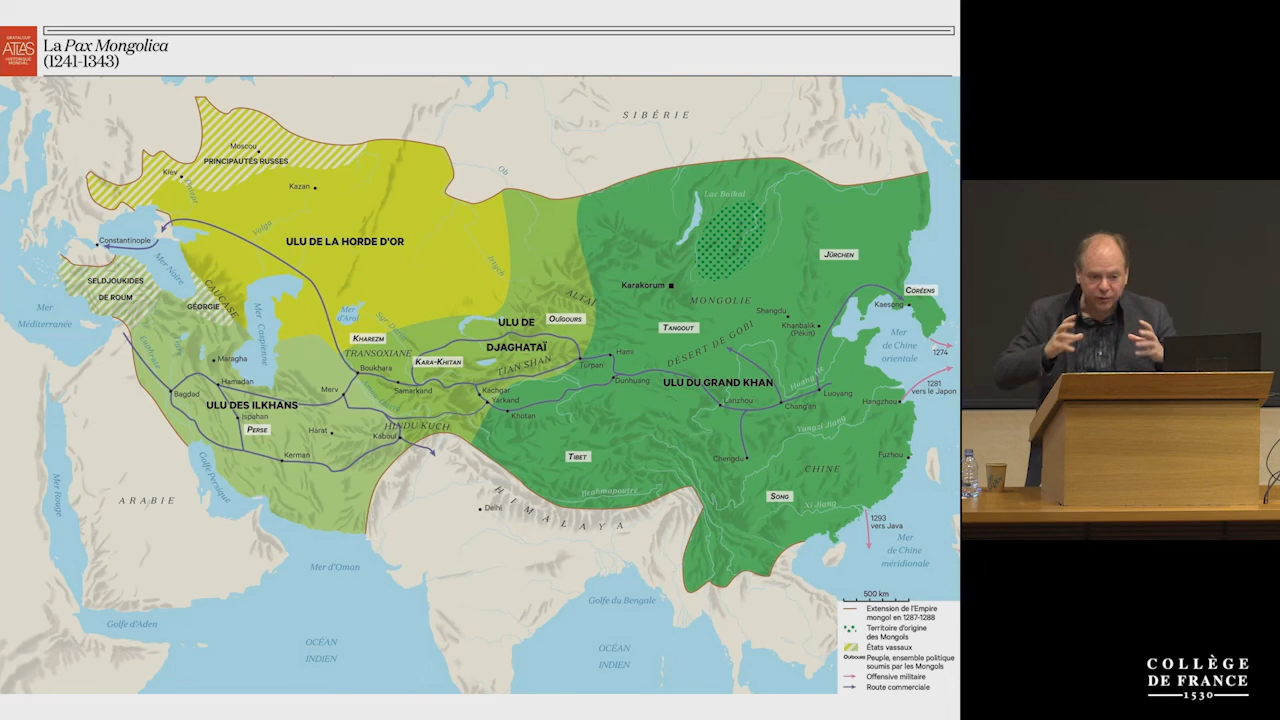 GRATALOUP
ATLAS
HISTORIQUE
MONDIAL
La Pax Mongolica
(1241-1343)
SIBÉRIE
Moscou
PRINCIPAUTÉS RUSSES
Kiev
Kazan
Ob
Lac Baïkal
Dniepr
Volga
Constantinople
ULU DE LA HORDE D'OR
Irtych
JÜRCHEN
Mer Noire
SELDJOUKIDES
DE ROUM
GÉORGIE
CAUCASE
Mer Caspienne
Mer
d'Aral
Syr-Daria
ALTAÏ
Karakorum
MONGOLIE
CORÉENS
Kaesong
Mer
Méditerranée
ULU DE
DJAGHATAÏ
OUÏGOURS
TANGOUT
Shangdu
Khanbalik
(Pékin)
DÉSERT DE GOBI
Mer
de Chine
orientale
1274
KHAREZM
TRANSOXIANE
KARA-KHITAN
TIAN SHAN
Euphrate
Tigre
Maragha
Boukhara
Turpan
Hami
Hamadan
Merv
Samarkand
Kachgar
Yarkand
Dunhuang
ULU DU GRAND KHAN
Huang He
1281
vers le Japon
Bagdad
ULU DES ILKHANS
Ispahan
PERSE
Harat
Khotan
Lanzhou
Chang'an
Luoyang
Hangzhou
HINDU KUCH
Kaboul
Yangzi Jiang
Kerman
TIBET
Chengdu
Fuzhou
Golfe Persique
CHINE
Mer Rouge
ARABIE
HIMALAYA
Brahmapoutre
SONG
Xi Jiang
Delhi
1293
vers Java
Mer
de Chine
méridionale
Mer d'Oman
Golfe du Bengale
Golfe d'Aden
OCÉAN
INDIEN
OCÉAN
INDIEN
500 km
Extension de l'Empire
mongol en 1287-1288
Territoire d'origine
des Mongols
États vassaux
OUÏGOURS
Peuple, ensemble politique
soumis par les Mongols
Offensive militaire
Route commerciale
COLLÈGE
DE FRANCE
1530